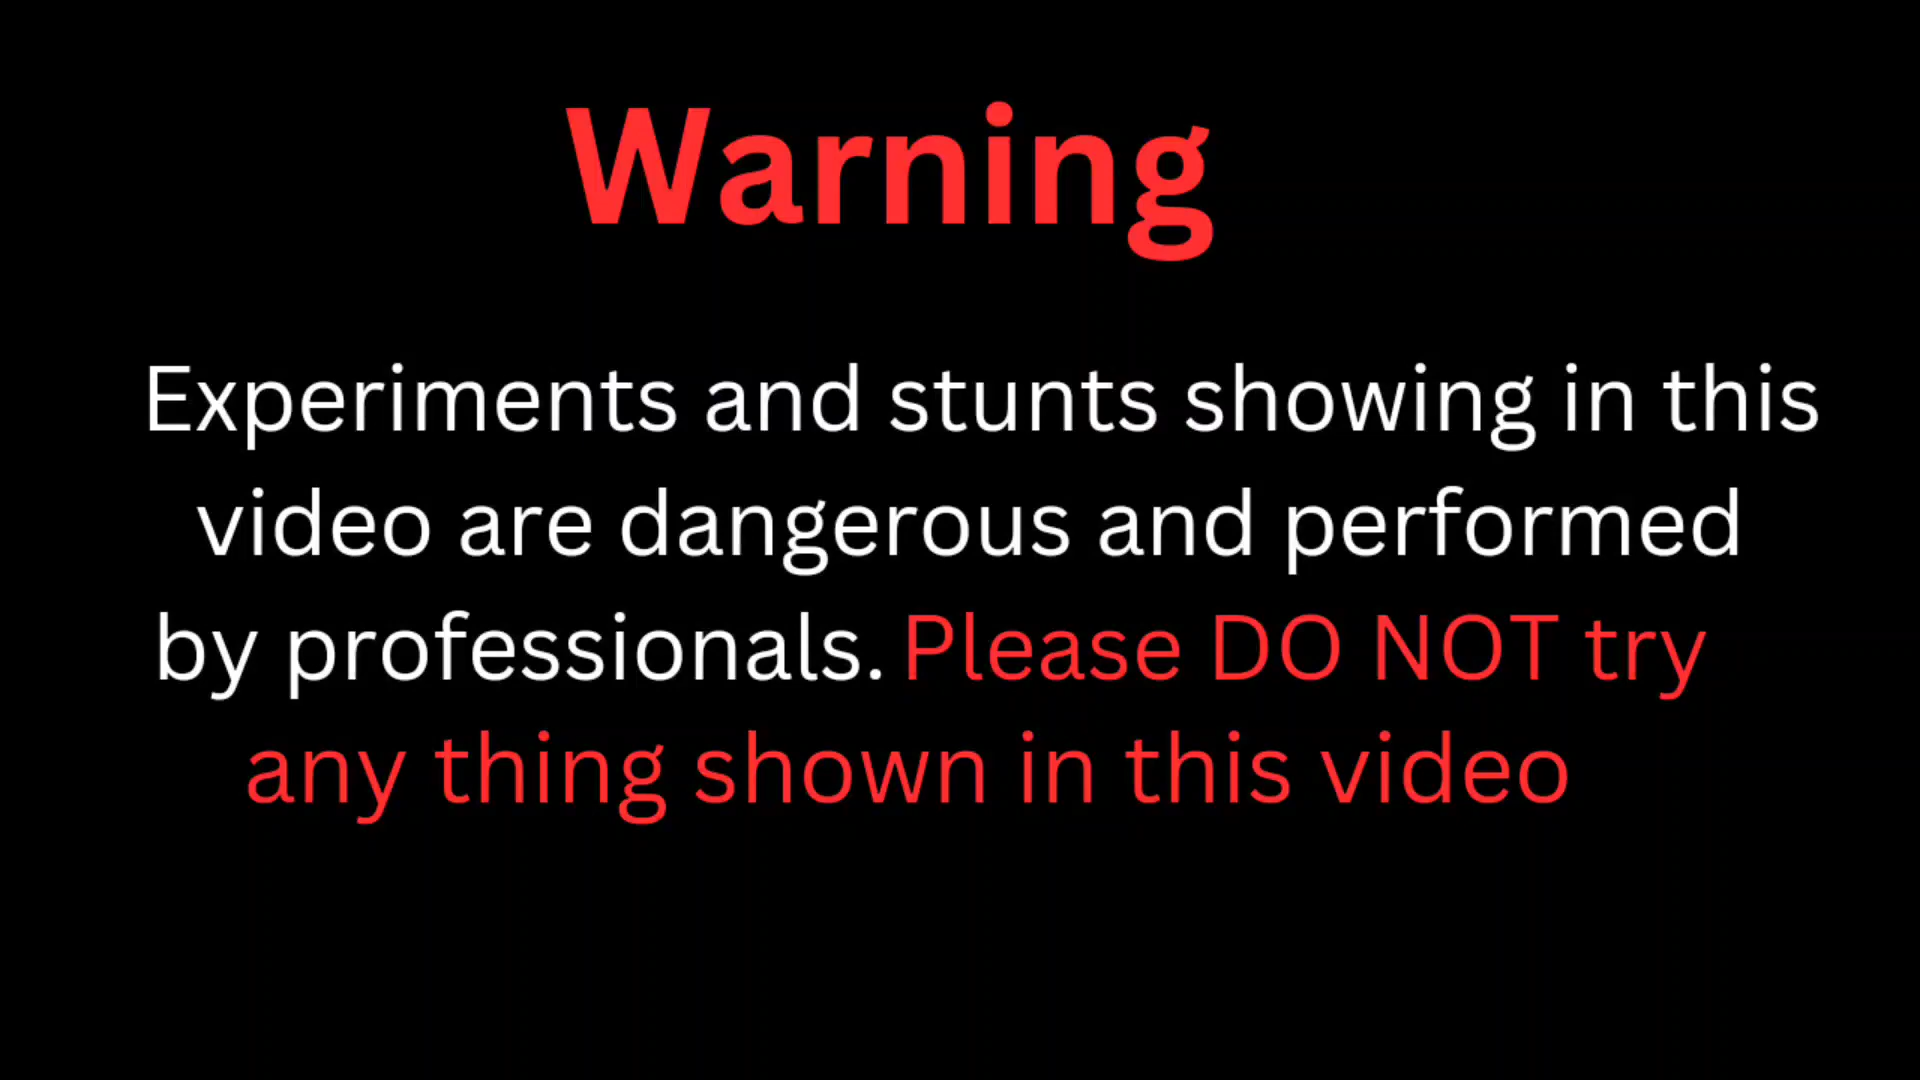 Warning
Experiments and stunts showing in this
video are dangerous and performed
by professionals. Please DO NOT try
any thing shown in this video